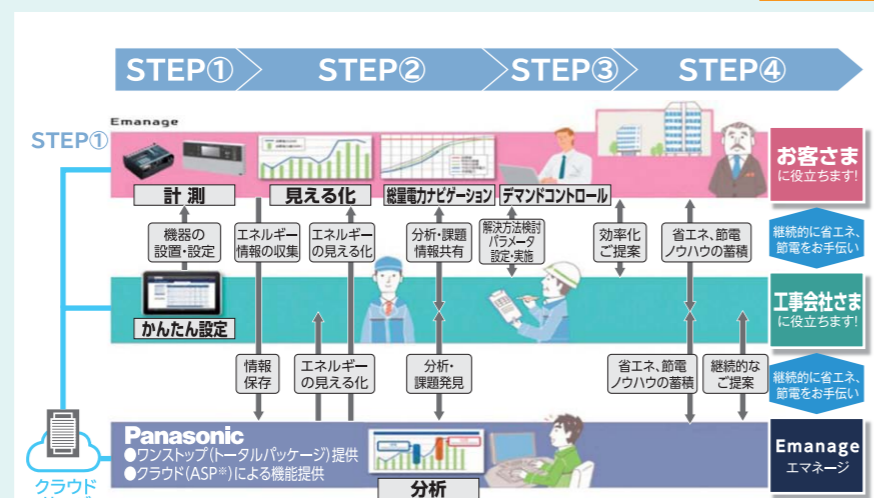 STEP①
STEP②
STEP③
STEP④
Emanage
STEP①
計測
見える化
総量電力ナビゲーション
デマンドコントロール
お客さま
に役立ちます!
機器の
設置・設定
エネルギー
情報の収集
エネルギー
の見える化
分析・課題
情報共有
解決方法検討
パラメータ
設定・実施
効率化
ご提案
省エネ、節電
ノウハウの蓄積
継続的に省エネ、
節電をお手伝い
かんたん設定
工事会社さま
に役立ちます!
情報
保存
エネルギー
の見える化
分析・
課題発見
省エネ、節電
ノウハウの蓄積
継続的な
ご提案
継続的に省エネ、
節電をお手伝い
Panasonic
●ワンストップ(トータルパッケージ)提供
●クラウド(ASP※)による機能提供
分析
Emanage
エマネージ
クラウド